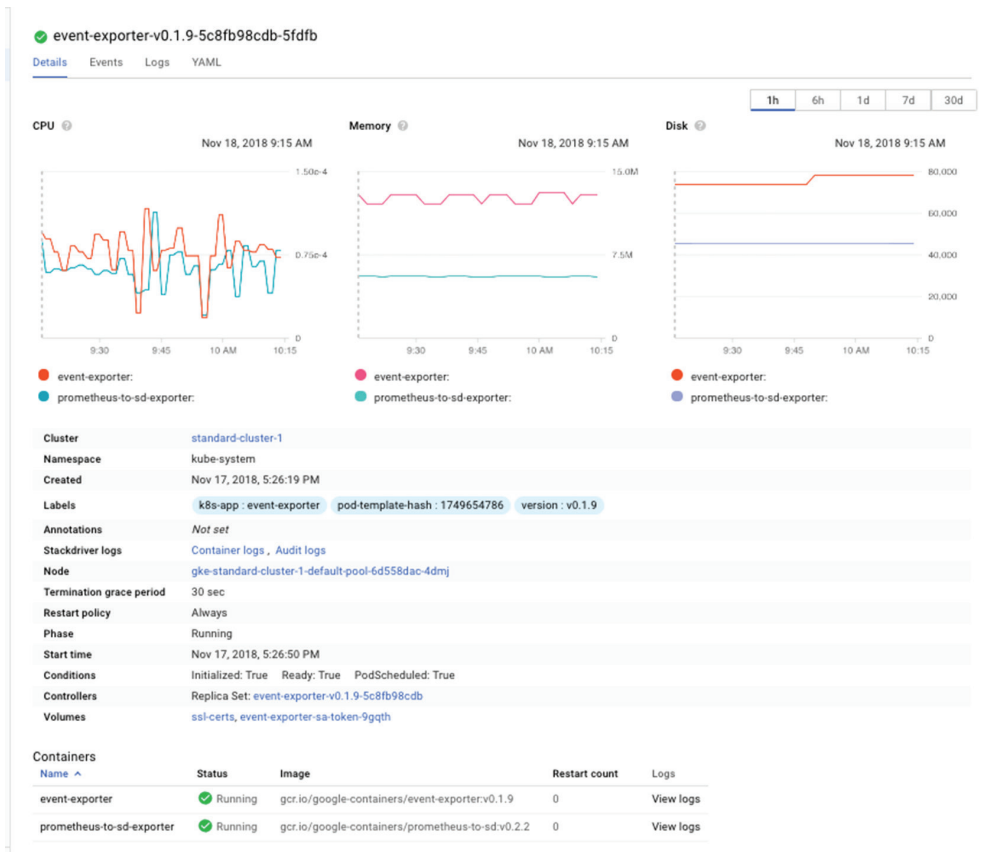 event-exporter-v0.1.9-5c8fb98cdb-5fdfb
Details Events Logs YAML
1h 6h 1d 7d 30d
CPU Memory Disk
Nov 18, 2018 9:15 AM Nov 18, 2018 9:15 AM Nov 18, 2018 9:15 AM
1.50e-4 15.0M 80,000
60,000
0.75e-4 7.5M 40,000
20,000
0 0 0
9:30 9:45 10 AM 10:15 9:30 9:45 10 AM 10:15 9:30 9:45 10 AM 10:15
event-exporter: event-exporter: event-exporter:
prometheus-to-sd-exporter: prometheus-to-sd-exporter: prometheus-to-sd-exporter:
Cluster standard-cluster-1
Namespace kube-system
Created Nov 17, 2018, 5:26:19 PM
Labels k8s-app : event-exporter pod-template-hash : 1749654786 version : v0.1.9
Annotations Not set
Stackdriver logs Container logs , Audit logs
Node gke-standard-cluster-1-default-pool-6d558dac-4dmj
Termination grace period 30 sec
Restart policy Always
Phase Running
Start time Nov 17, 2018, 5:26:50 PM
Conditions Initialized: True Ready: True PodScheduled: True
Controllers Replica Set: event-exporter-v0.1.9-5c8fb98cdb
Volumes ssl-certs, event-exporter-sa-token-9gqth
Containers
Name Status Image Restart count Logs
event-exporter Running gcr.io/google-containers/event-exporter:v0.1.9 0 View logs
prometheus-to-sd-exporter Running gcr.io/google-containers/prometheus-to-sd:v0.2.2 0 View logs